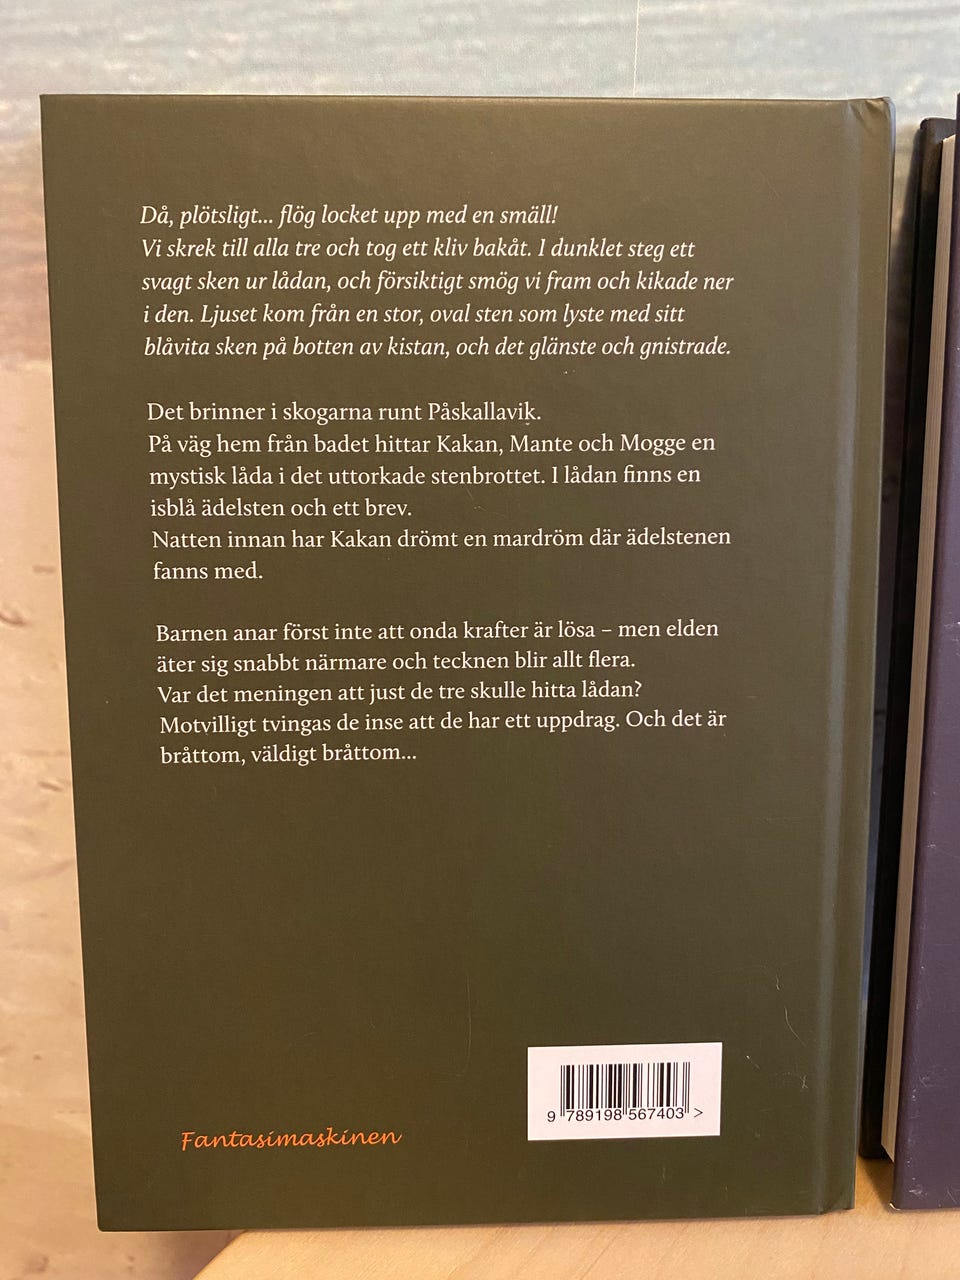 Då, plötsligt... flög locket upp med en smäll!
Vi skrek till alla tre och tog ett kliv bakåt. I dunklet steg ett
svagt sken ur lådan, och försiktigt smög vi fram och kikade ner
i den. Ljuset kom från en stor, oval sten som lyste med sitt
blåvita sken på botten av kistan, och det glänste och gnistrade.
Det brinner i skogarna runt Påskallavik.
På väg hem från badet hittar Kakan, Mante och Mogge en
mystisk låda i det uttorkade stenbrottet. I lådan finns en
isblå ädelsten och ett brev.
Natten innan har Kakan drömt en mardröm där ädelstenen
fanns med.
Barnen anar först inte att onda krafter är lösa – men elden
äter sig snabbt närmare och tecknen blir allt flera.
Var det meningen att just de tre skulle hitta lådan?
Motvilligt tvingas de inse att de har ett uppdrag. Och det är
bråttom, väldigt bråttom...
9 789198 567403 >
Fantasimaskinen